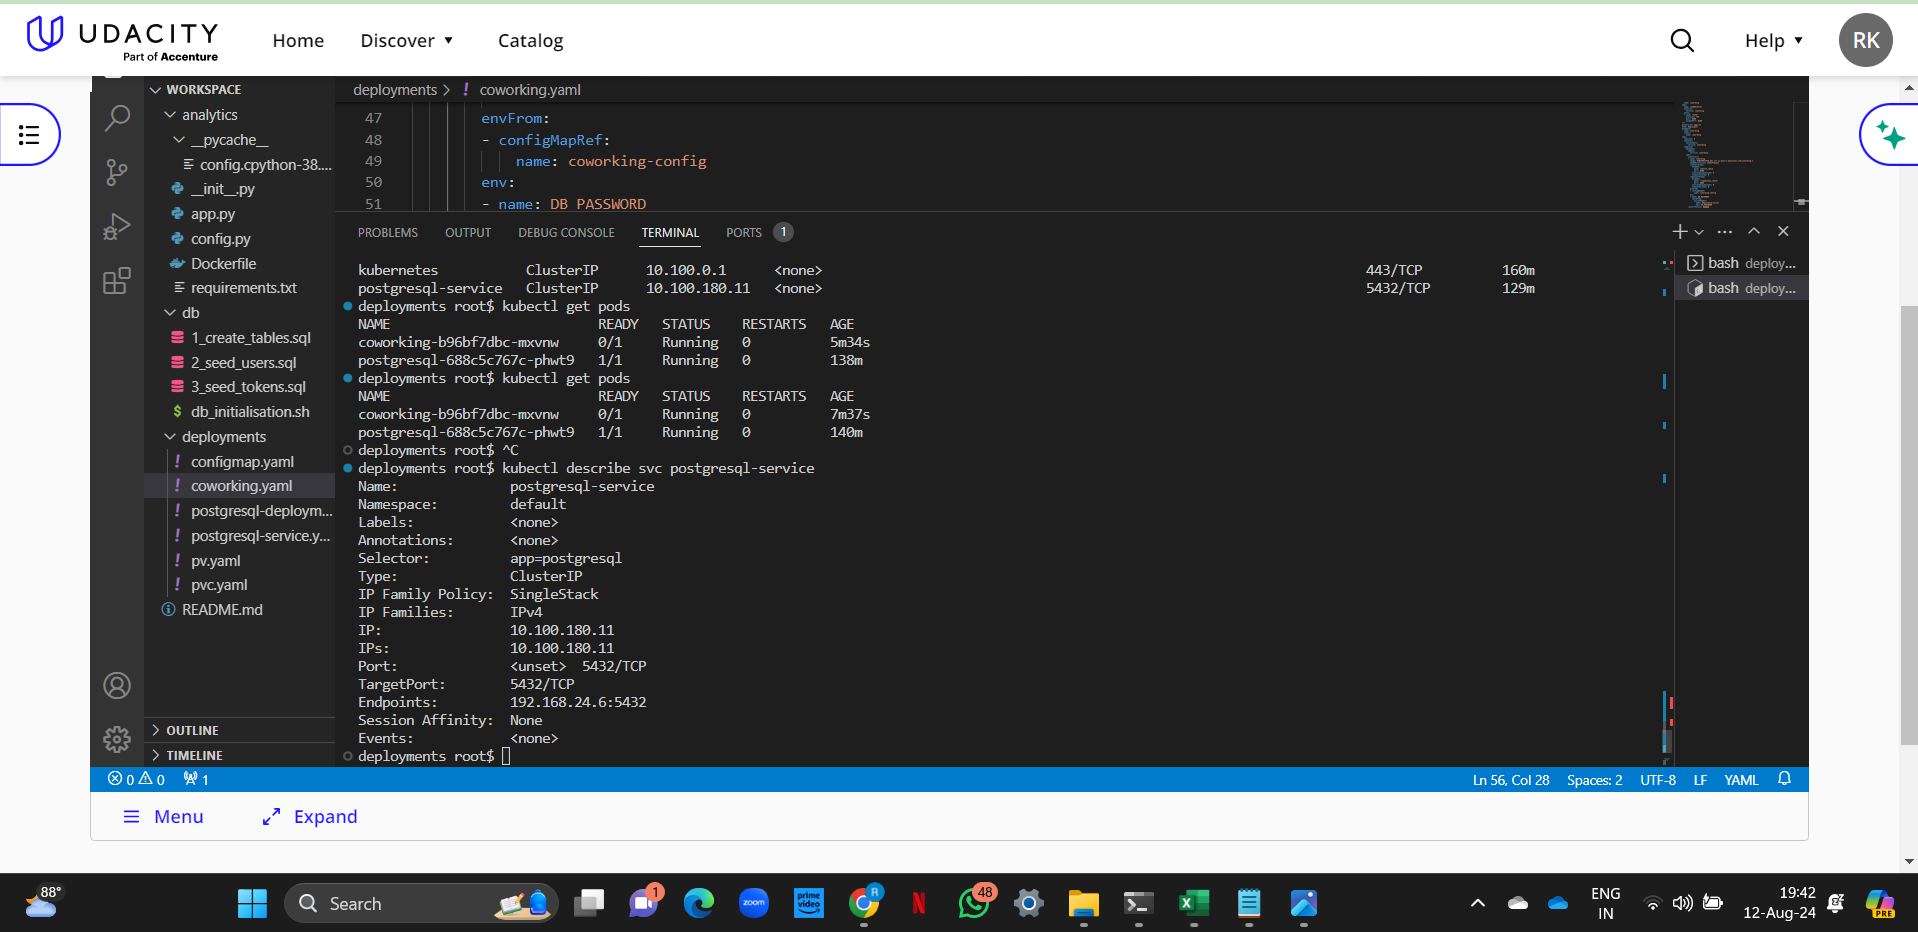 UDACITY
Part of Accenture
Home
Discover
Catalog
Help
RK
WORKSPACE
analytics
__pycache__
config.cpython-38....
__init__.py
app.py
config.py
Dockerfile
requirements.txt
db
1_create_tables.sql
2_seed_users.sql
3_seed_tokens.sql
$ db_initialisation.sh
deployments
! configmap.yaml
! coworking.yaml
! postgresql-deploym...
! postgresql-service.y...
! pv.yaml
! pvc.yaml
README.md
OUTLINE
TIMELINE
deployments > ! coworking.yaml
47 envFrom:
48 - configMapRef:
49 name: coworking-config
50 env:
51 - name: DB_PASSWORD
PROBLEMS OUTPUT DEBUG CONSOLE TERMINAL PORTS 1
kubernetes ClusterIP 10.100.0.1 <none> 443/TCP 160m
postgresql-service ClusterIP 10.100.180.11 <none> 5432/TCP 129m
deployments root$ kubectl get pods
NAME READY STATUS RESTARTS AGE
coworking-b96bf7dbc-mxvnw 0/1 Running 0 5m34s
postgresql-688c5c767c-phwt9 1/1 Running 0 138m
deployments root$ kubectl get pods
NAME READY STATUS RESTARTS AGE
coworking-b96bf7dbc-mxvnw 0/1 Running 0 7m37s
postgresql-688c5c767c-phwt9 1/1 Running 0 140m
deployments root$ ^C
deployments root$ kubectl describe svc postgresql-service
Name: postgresql-service
Namespace: default
Labels: <none>
Annotations: <none>
Selector: app=postgresql
Type: ClusterIP
IP Family Policy: SingleStack
IP Families: IPv4
IP: 10.100.180.11
IPs: 10.100.180.11
Port: <unset> 5432/TCP
TargetPort: 5432/TCP
Endpoints: 192.168.24.6:5432
Session Affinity: None
Events: <none>
deployments root$
bash deploy...
bash deploy...
0 0 1
Ln 56, Col 28 Spaces: 2 UTF-8 LF YAML
Menu
Expand
88°
Search
1
zoom
prime video
R
N
48
ENG
IN
19:42
12-Aug-24
PRE